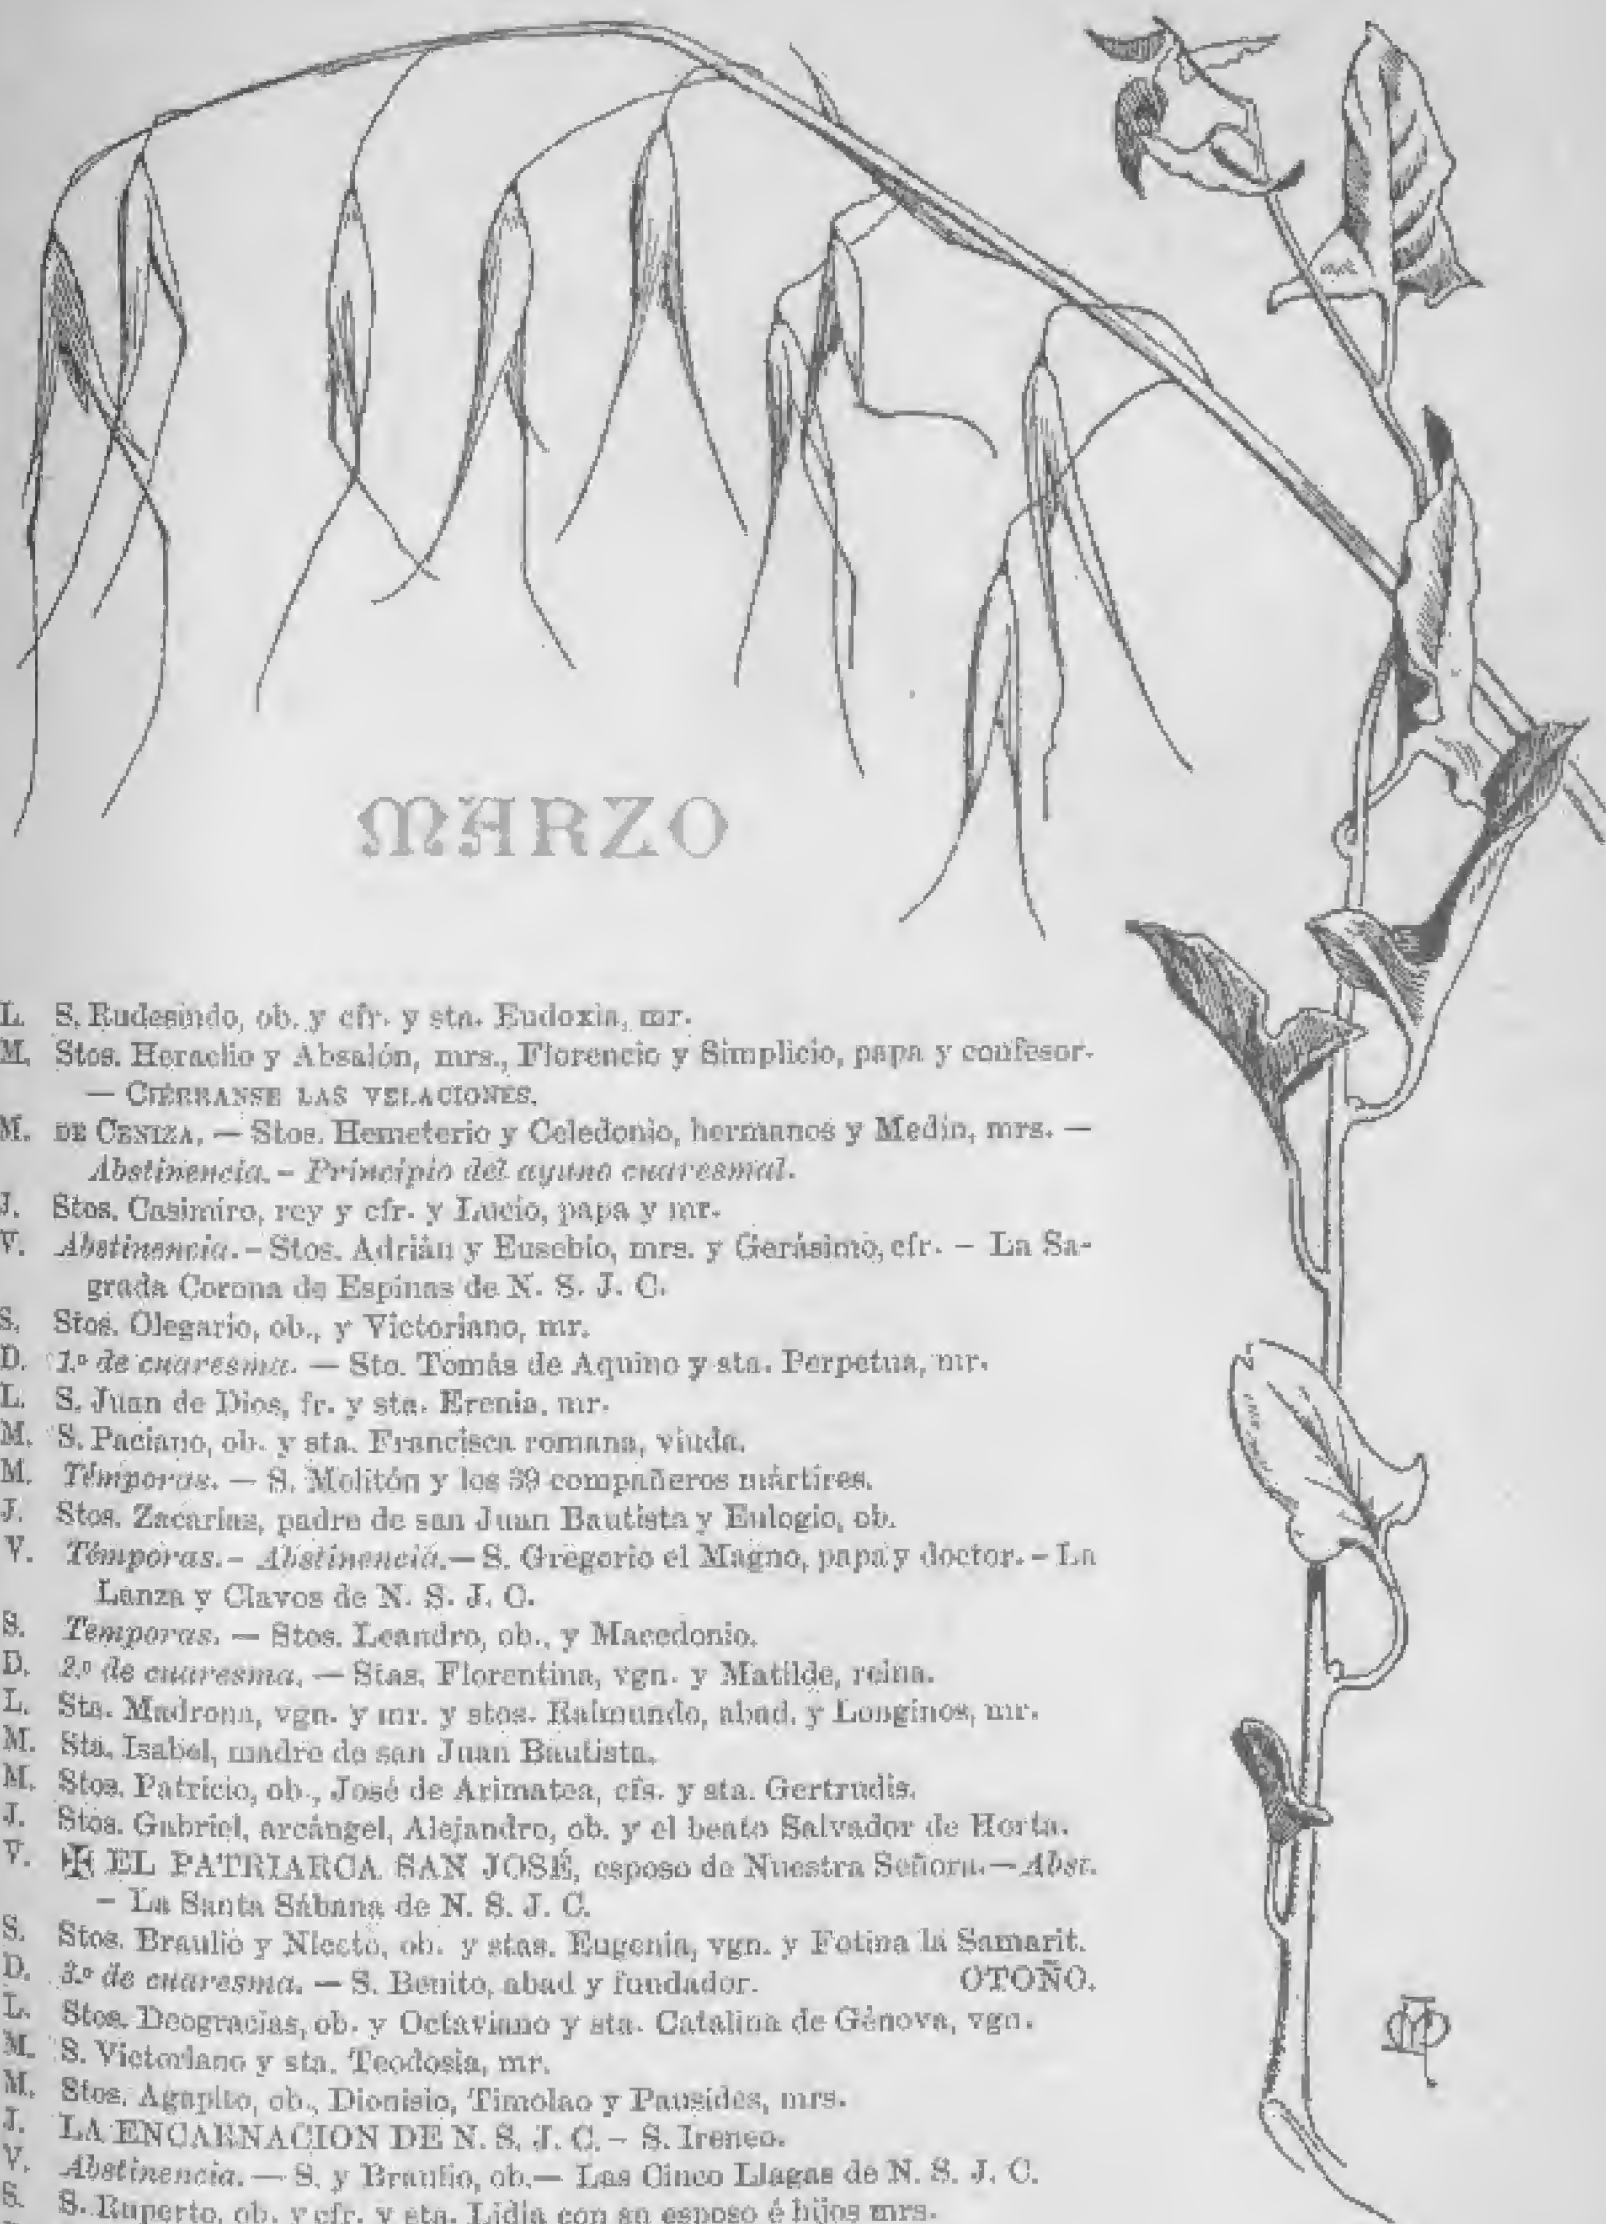 MARZO
L. S. Rudesindo, ob. y cfr. y sta. Eudoxia, mr.
M. Stos. Heraclio y Absalón, mrs., Florencio y Simplicio, papa y confesor.
— CIÉRRANSE LAS VELACIONES.
M. DE CENIZA. — Stos. Hemeterio y Celedonio, hermanos y Medin, mrs. —
Abstinencia. – Principio del ayuno cuaresmal.
J. Stos. Casimiro, rey y cfr. y Lucio, papa y mr.
V. Abstinencia. – Stos. Adrián y Eusebio, mrs. y Gerásimo, cfr. – La Sa-
grada Corona de Espinas de N. S. J. C.
S. Stos. Olegario, ob., y Victoriano, mr.
D. 1.º de cuaresma. — Sto. Tomás de Aquino y sta. Perpetua, mr.
L. S. Juan de Dios, fr. y sta. Erenia, mr.
M. S. Paciano, ob. y sta. Francisca romana, viuda.
M. Témporas. — S. Melitón y los 39 compañeros mártires.
J. Stos. Zacarías, padre de san Juan Bautista y Eulogio, ob.
V. Témporas. – Abstinencia. — S. Gregorio el Magno, papa y doctor. – La
Lanza y Clavos de N. S. J. C.
S. Temporas. — Stos. Leandro, ob., y Macedonio.
D. 2.º de cuaresma. — Stas. Florentina, vgn. y Matilde, reina.
L. Sta. Madrona, vgn. y mr. y stos. Raimundo, abad. y Longinos, mr.
M. Sta. Isabel, madre de san Juan Bautista.
M. Stos. Patricio, ob., José de Arimatea, cfs. y sta. Gertrudis.
J. Stos. Gabriel, arcángel, Alejandro, ob. y el beato Salvador de Horta.
V. ✠ EL PATRIARCA SAN JOSÉ, esposo de Nuestra Señora. — Abst.
– La Santa Sábana de N. S. J. C.
S. Stos. Braulio y Niceto, ob. y stas. Eugenia, vgn. y Fotina la Samarit.
D. 3.º de cuaresma. — S. Benito, abad y fundador. OTOÑO.
L. Stos. Deogracias, ob. y Octaviano y sta. Catalina de Génova, vgn.
M. S. Victoriano y sta. Teodosia, mr.
M. Stos. Agapito, ob., Dionisio, Timolao y Pausides, mrs.
J. LA ENCARNACION DE N. S. J. C. – S. Ireneo.
V. Abstinencia. — S. y Braulio, ob. — Las Cinco Llagas de N. S. J. C.
S. S. Ruperto, ob. y cfr. y sta. Lidia con su esposo é hijos mrs.